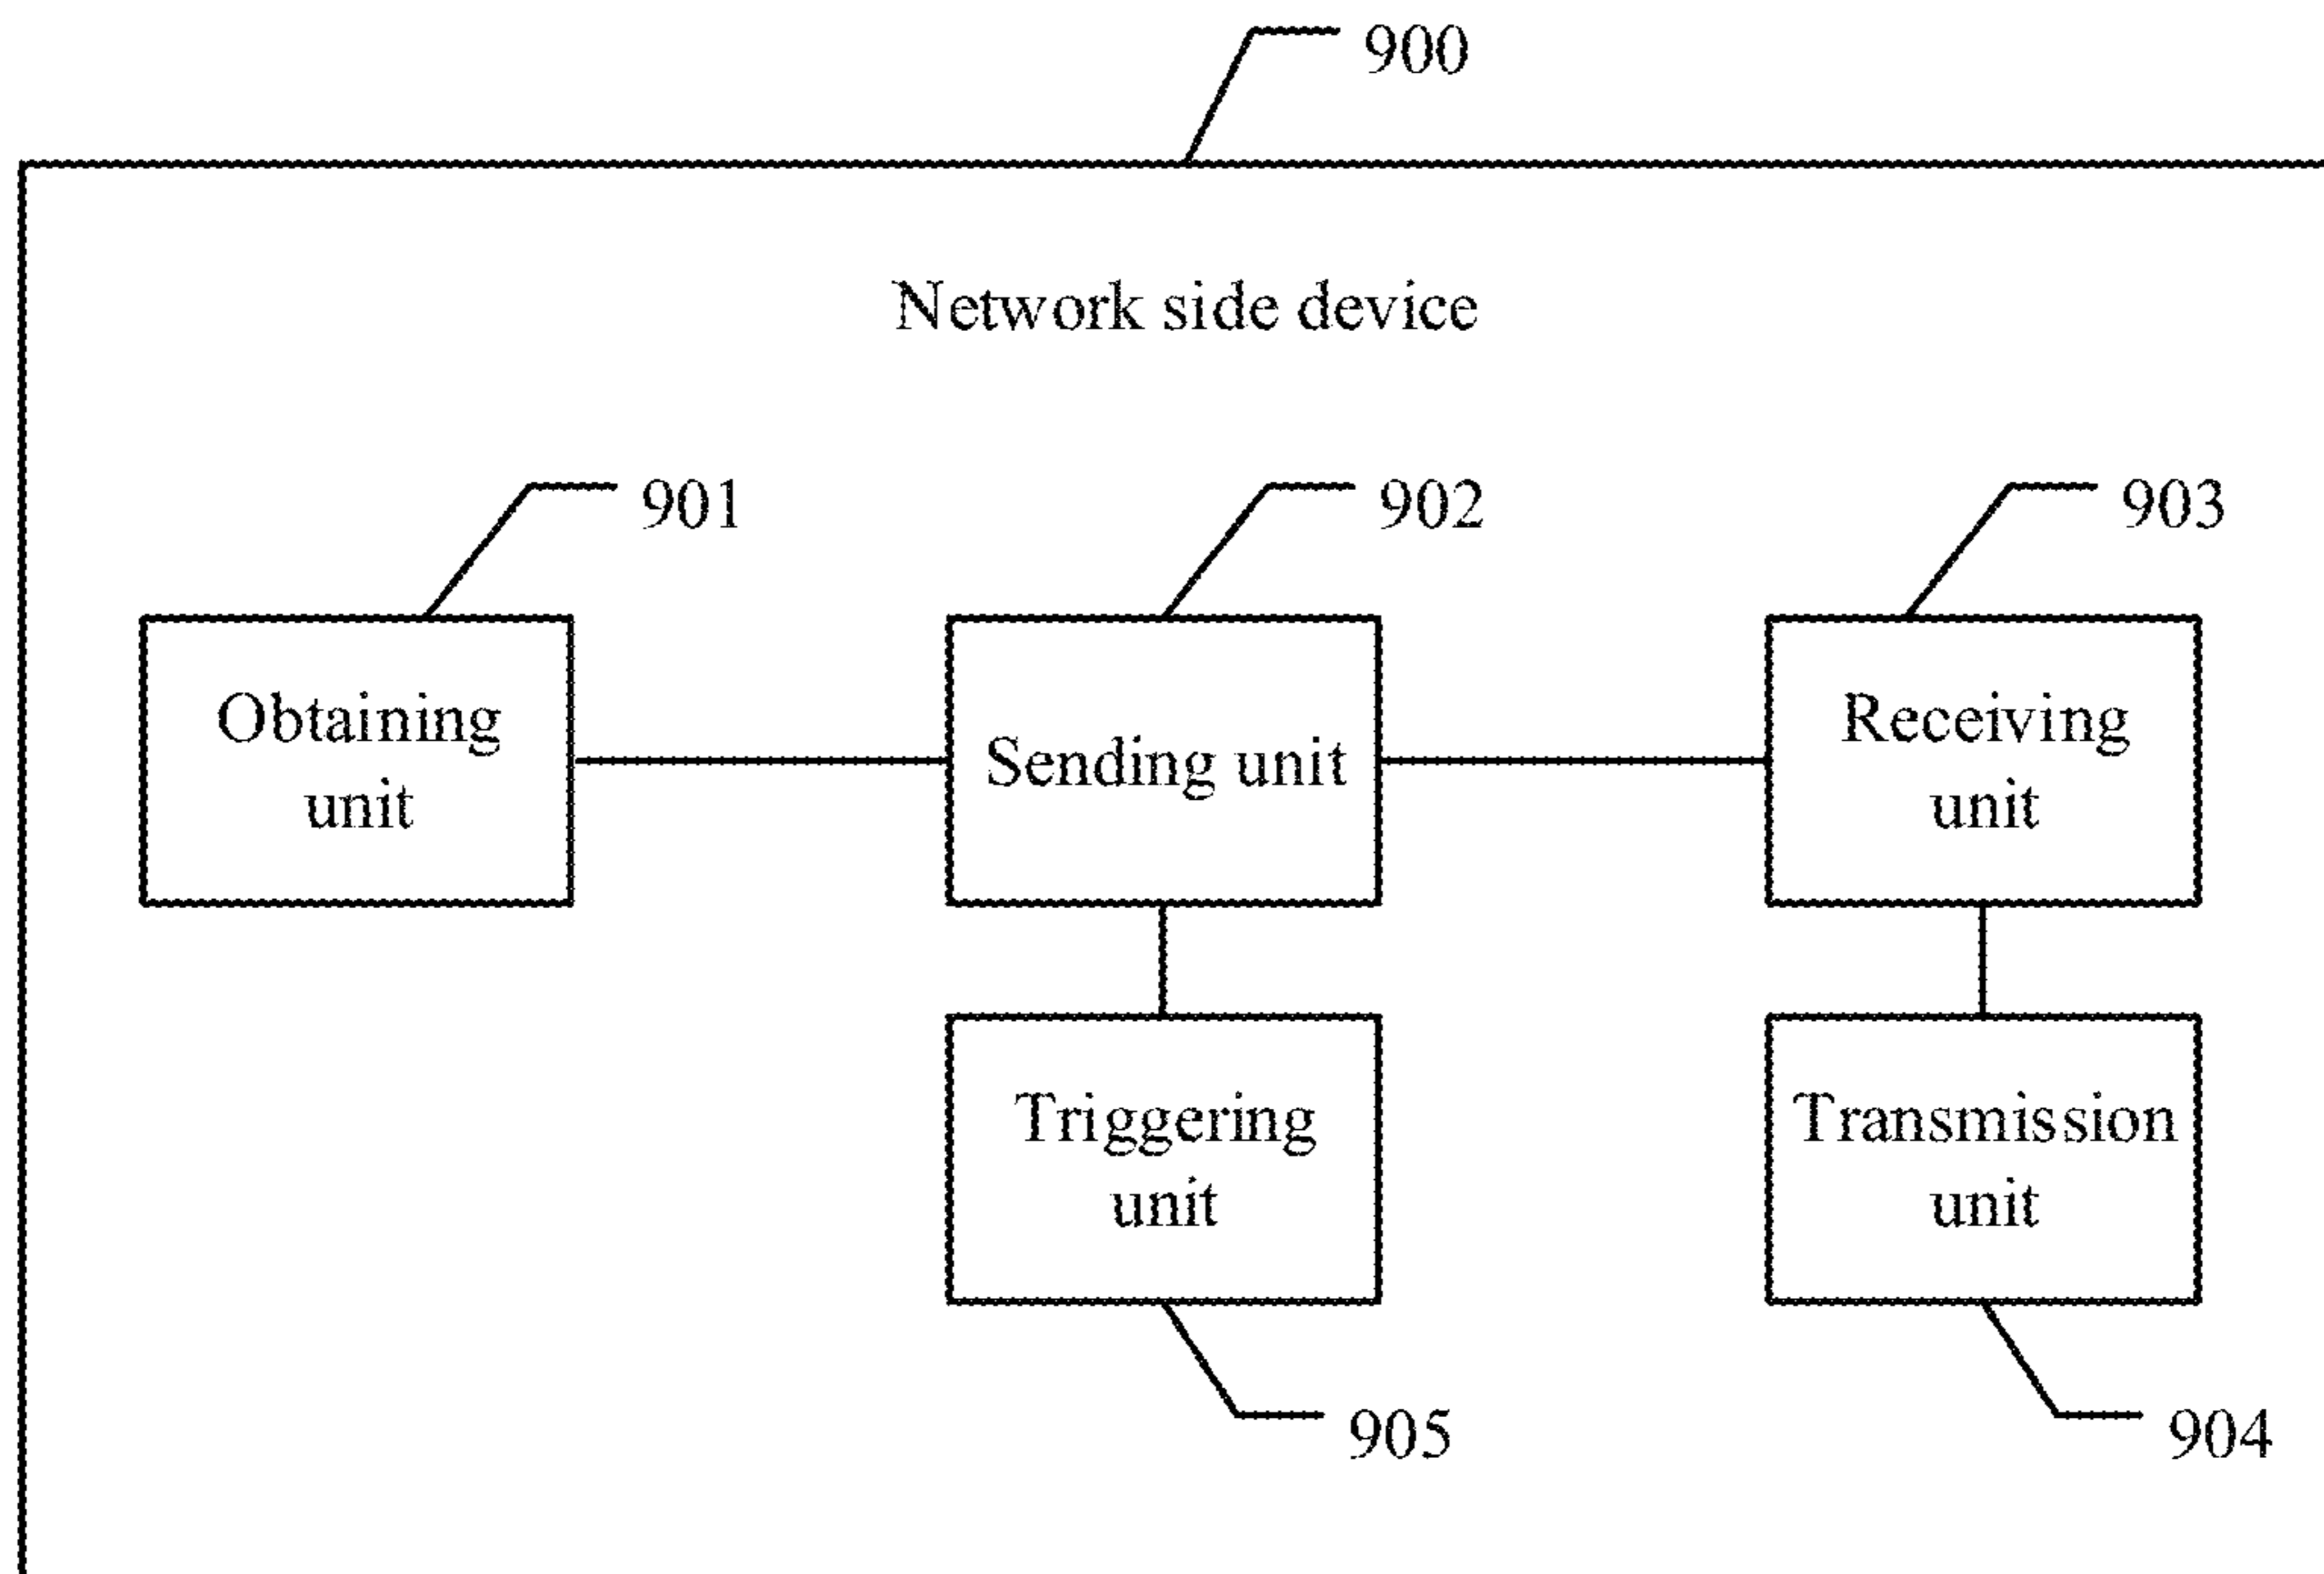 900
Network side device
901
902
903
Obtaining
unit
Sending unit
Receiving
unit
Triggering
unit
Transmission
unit
905
904